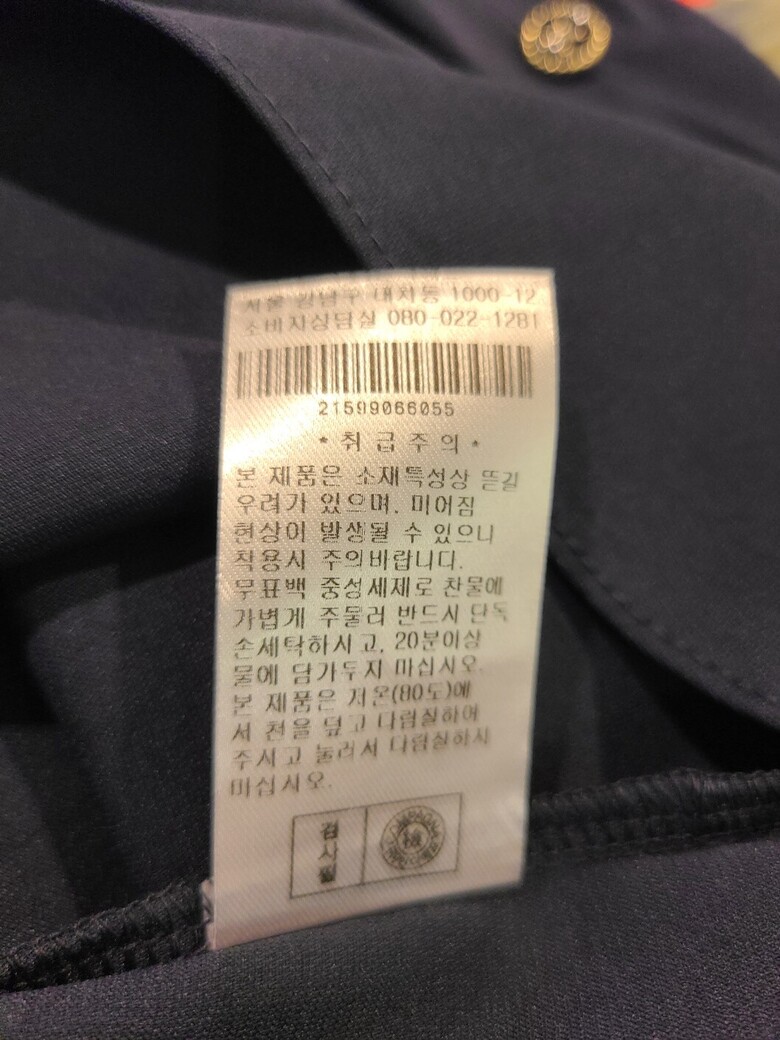 서울 강남구 대치동 1000-12
소비자상담실 080-022-1281
21599066055
* 취 급 주 의 *
본 제품은 소재특성상 뜯길
우려가 있으며, 미어짐
현상이 발생될 수 있으니
착용시 주의바랍니다.
무표백 중성세제로 찬물에
가볍게 주물러 반드시 단독
손세탁하시고, 20분이상
물에 담가두지 마십시오.
본 제품은 저온(80도)에
서 천을 덮고 다림질하여
주시고 눌러서 다림질하시
마십시오.
검사필